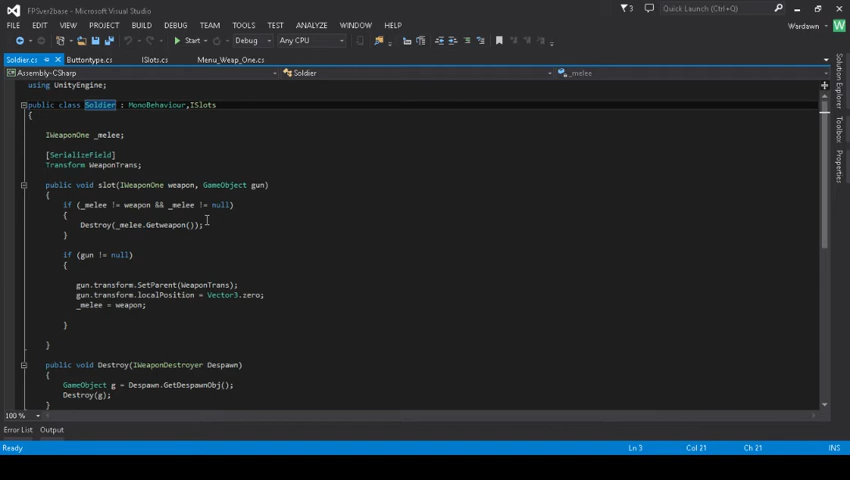 FPSver2base - Microsoft Visual Studio
3
Quick Launch (Ctrl+Q)
FILE EDIT VIEW PROJECT BUILD DEBUG TEAM TOOLS TEST ANALYZE WINDOW HELP
Wardawn W
Start Debug Any CPU
Soldier.cs Buttontype.cs ISlots.cs Menu_Weap_One.cs
Assembly-CSharp Soldier _melee
using UnityEngine;
public class Soldier : MonoBehaviour,ISlots
{
IWeaponOne _melee;
[SerializeField]
Transform WeaponTrans;
public void slot(IWeaponOne weapon, GameObject gun)
{
if (_melee != weapon && _melee != null)
{
Destroy(_melee.Getweapon());
}
if (gun != null)
{
gun.transform.SetParent(WeaponTrans);
gun.transform.localPosition = Vector3.zero;
_melee = weapon;
}
}
public void Destroy(IWeaponDestroyer Despawn)
{
GameObject g = Despawn.GetDespawnObj();
Destroy(g);
}
100 %
Solution Explorer
Toolbox
Properties
Error List Output
Ready Ln 3 Col 21 Ch 21 INS